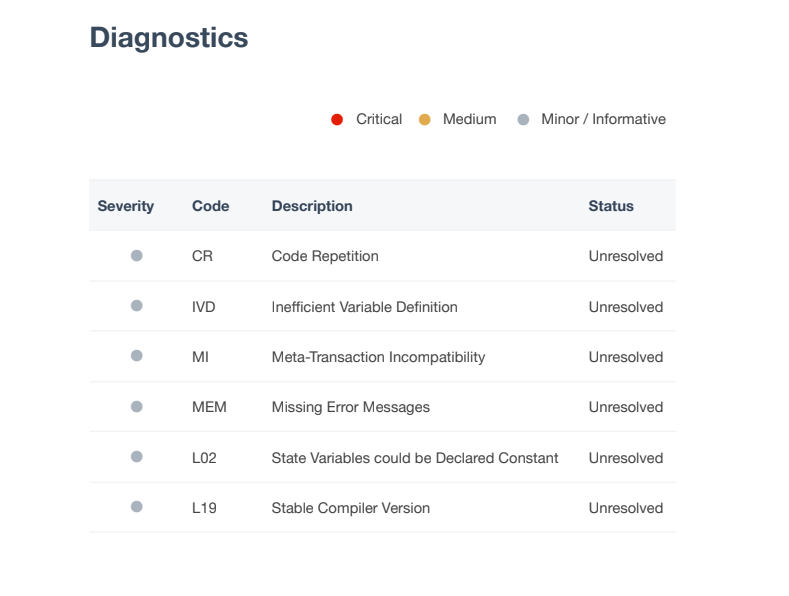 Diagnostics
Critical Medium Minor / Informative
Severity Code Description Status
CR Code Repetition Unresolved
IVD Inefficient Variable Definition Unresolved
MI Meta-Transaction Incompatibility Unresolved
MEM Missing Error Messages Unresolved
L02 State Variables could be Declared Constant Unresolved
L19 Stable Compiler Version Unresolved